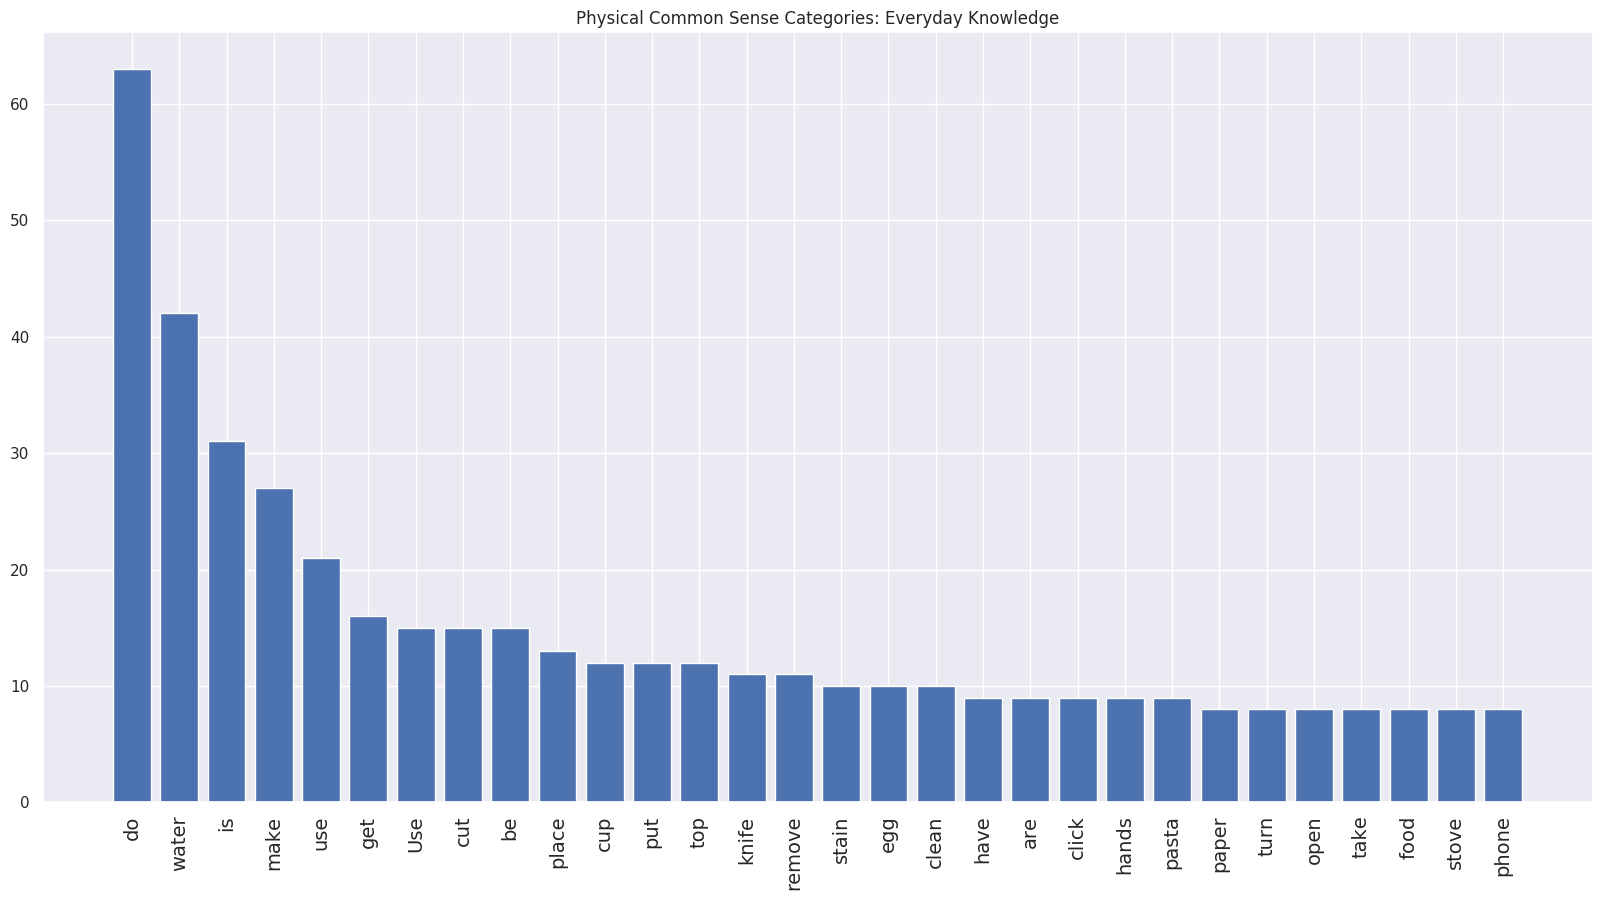 Physical Common Sense Categories: Everyday Knowledge
60
50
40
30
20
10
0
do
water
is
make
use
get
Use
cut
be
place
cup
put
top
knife
remove
stain
egg
clean
have
are
click
hands
pasta
paper
turn
open
take
food
stove
phone